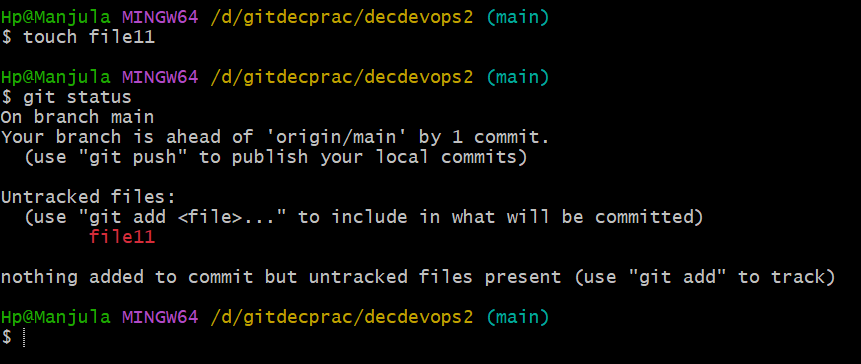 Hp@Manjula MINGW64 /d/gitdecprac/decdevops2 (main)
$ touch file11
Hp@Manjula MINGW64 /d/gitdecprac/decdevops2 (main)
$ git status
On branch main
Your branch is ahead of 'origin/main' by 1 commit.
  (use "git push" to publish your local commits)
Untracked files:
  (use "git add <file>..." to include in what will be committed)
        file11
nothing added to commit but untracked files present (use "git add" to track)
Hp@Manjula MINGW64 /d/gitdecprac/decdevops2 (main)
$